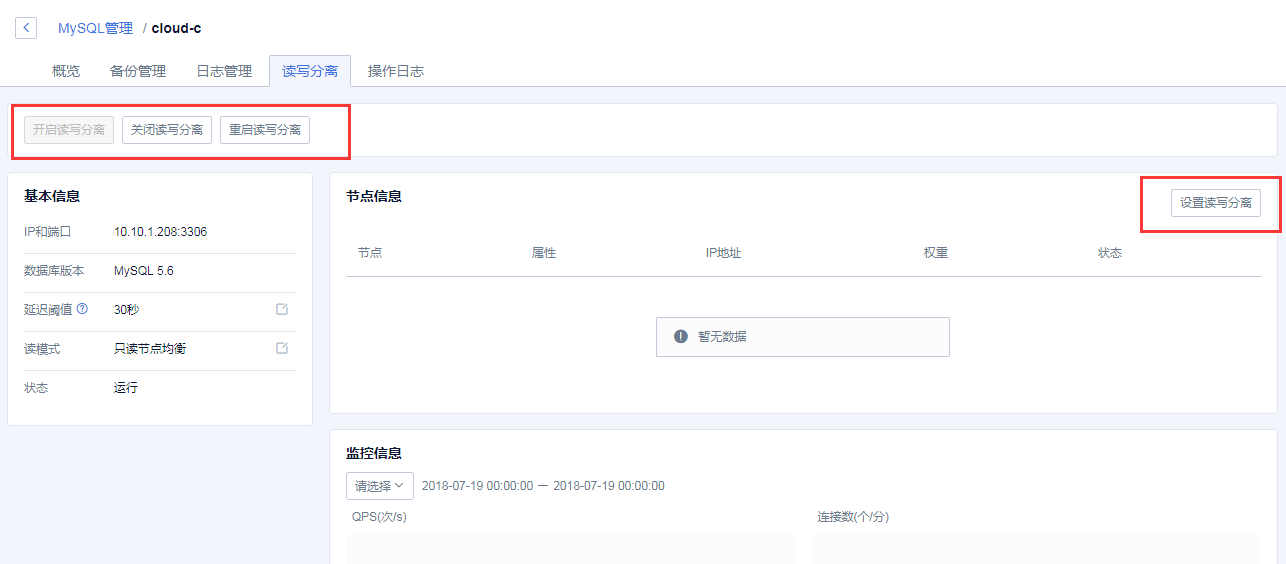 MySQL管理 / cloud-c
概览 备份管理 日志管理 读写分离 操作日志
开启读写分离 关闭读写分离 重启读写分离
基本信息
IP和端口 10.10.1.208:3306
数据库版本 MySQL 5.6
延迟阈值 30秒
读模式 只读节点均衡
状态 运行
节点信息 设置读写分离
节点 属性 IP地址 权重 状态
暂无数据
监控信息
请选择 2018-07-19 00:00:00 一 2018-07-19 00:00:00
QPS(次/s) 连接数(个/分)